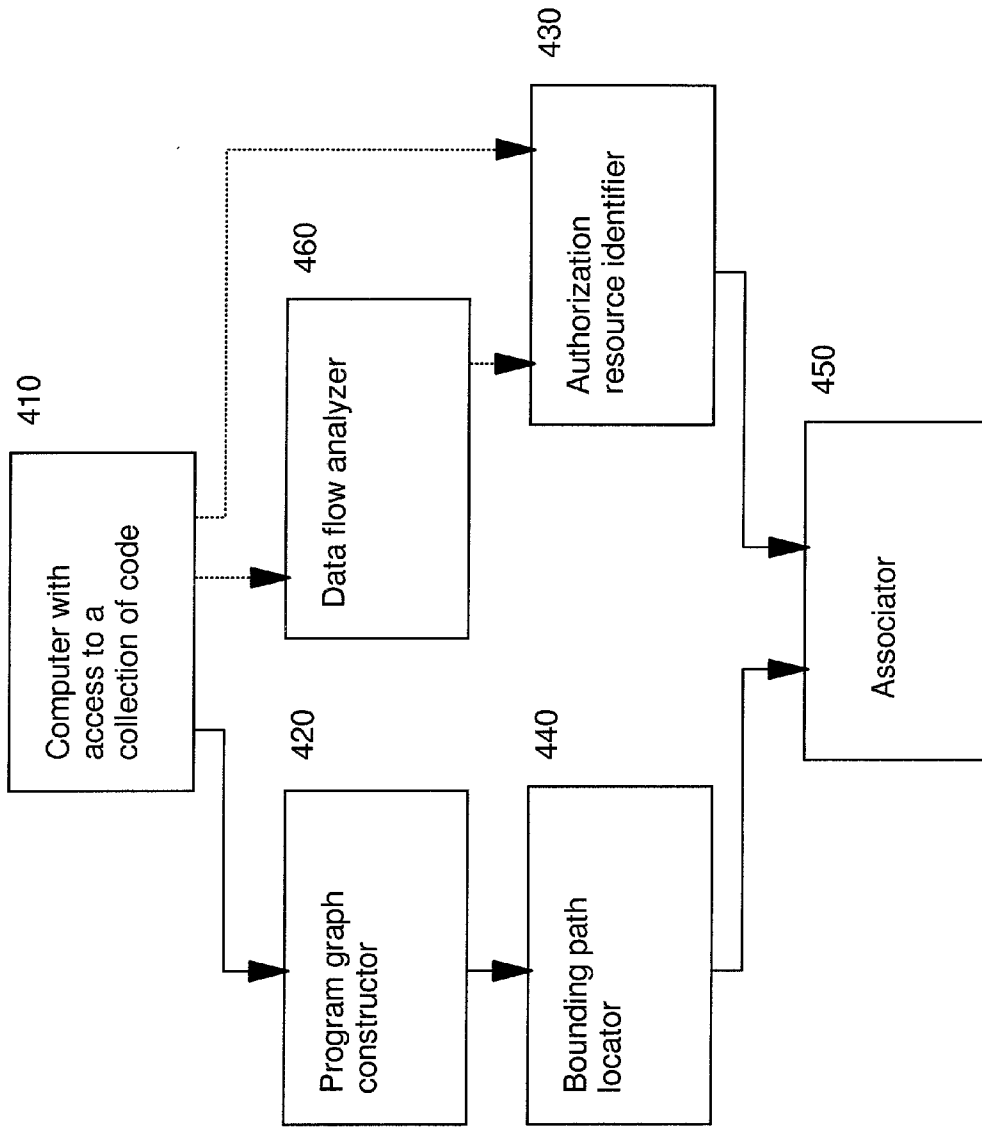 410
Computer with
access to a
collection of code
460
Data flow analyzer
420
Program graph
constructor
430
Authorization
resource identifier
440
Bounding path
locator
450
Associator